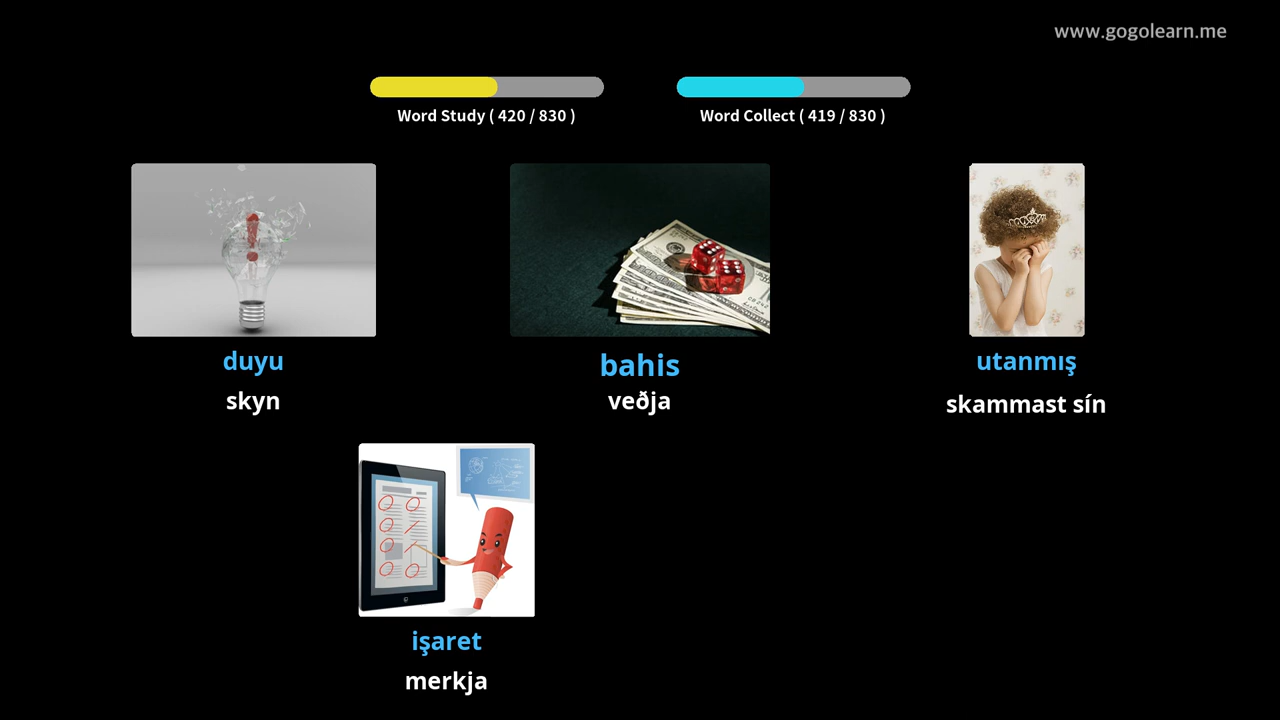 www.gogolearn.me
Word Study ( 420 / 830 )
Word Collect ( 419 / 830 )
duyu
skyn
bahis
veðja
utanmış
skammast sín
işaret
merkja